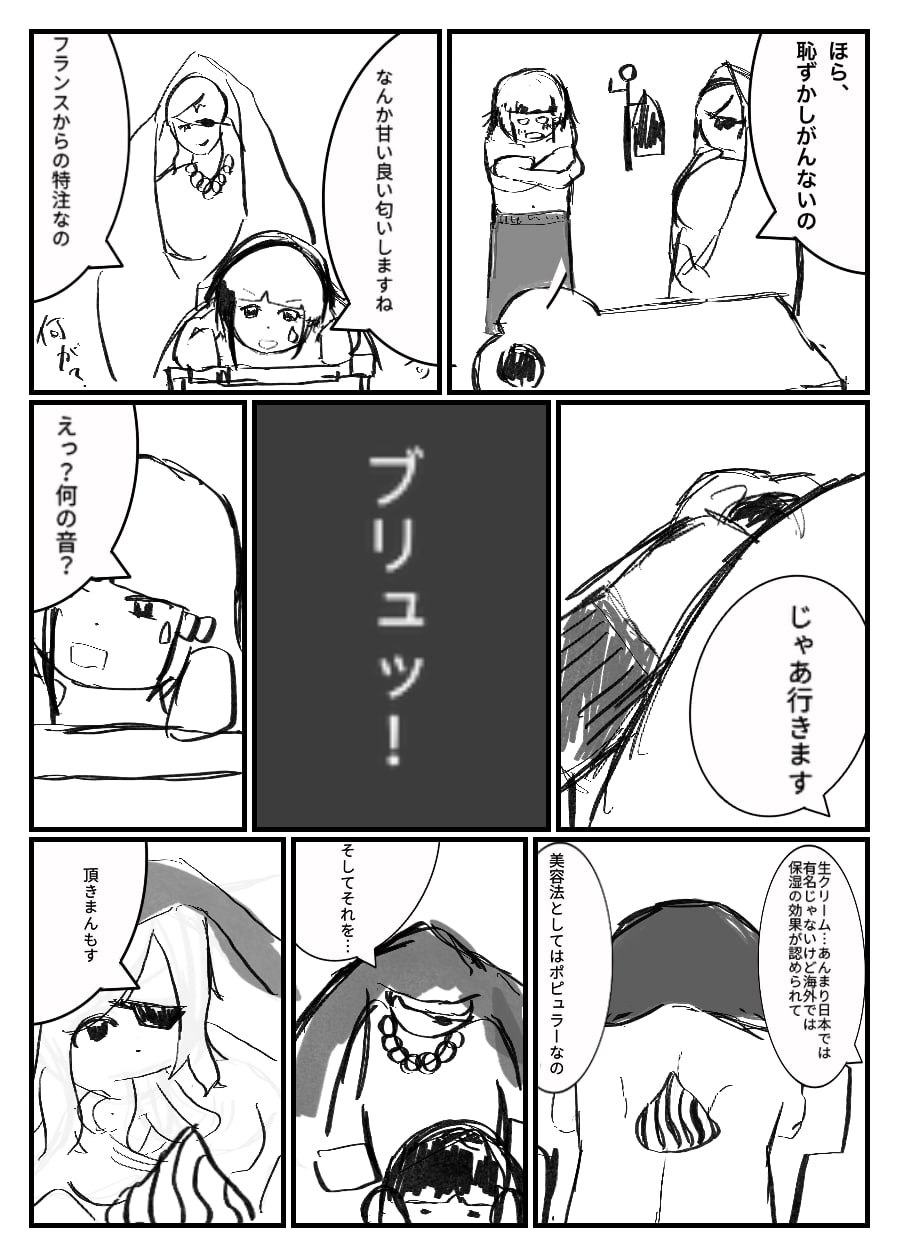 ほら、
恥ずかしがんないの
なんか甘い良い匂いしますね
フランスからの特注なの
何が?
じゃあ行きます
ブリュッ!
えっ?何の音?
生クリーム…あんまり日本では
有名じゃないけど海外では
保湿の効果が認められて
美容法としてはポピュラーなの
そしてそれを…
頂きまんもす